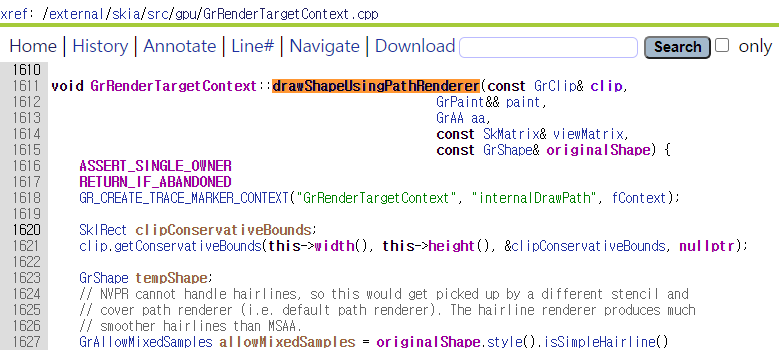 xref: /external/skia/src/gpu/GrRenderTargetContext.cpp
Home | History | Annotate | Line# | Navigate | Download Search only
1610
1611 void GrRenderTargetContext::drawShapeUsingPathRenderer(const GrClip& clip,
1612 GrPaint&& paint,
1613 GrAA aa,
1614 const SkMatrix& viewMatrix,
1615 const GrShape& originalShape) {
1616 ASSERT_SINGLE_OWNER
1617 RETURN_IF_ABANDONED
1618 GR_CREATE_TRACE_MARKER_CONTEXT("GrRenderTargetContext", "internalDrawPath", fContext);
1619
1620 SkIRect clipConservativeBounds;
1621 clip.getConservativeBounds(this->width(), this->height(), &clipConservativeBounds, nullptr);
1622
1623 GrShape tempShape;
1624 // NVPR cannot handle hairlines, so this would get picked up by a different stencil and
1625 // cover path renderer (i.e. default path renderer). The hairline renderer produces much
1626 // smoother hairlines than MSAA.
1627 GrAllowMixedSamples allowMixedSamples = originalShape.style().isSimpleHairline()